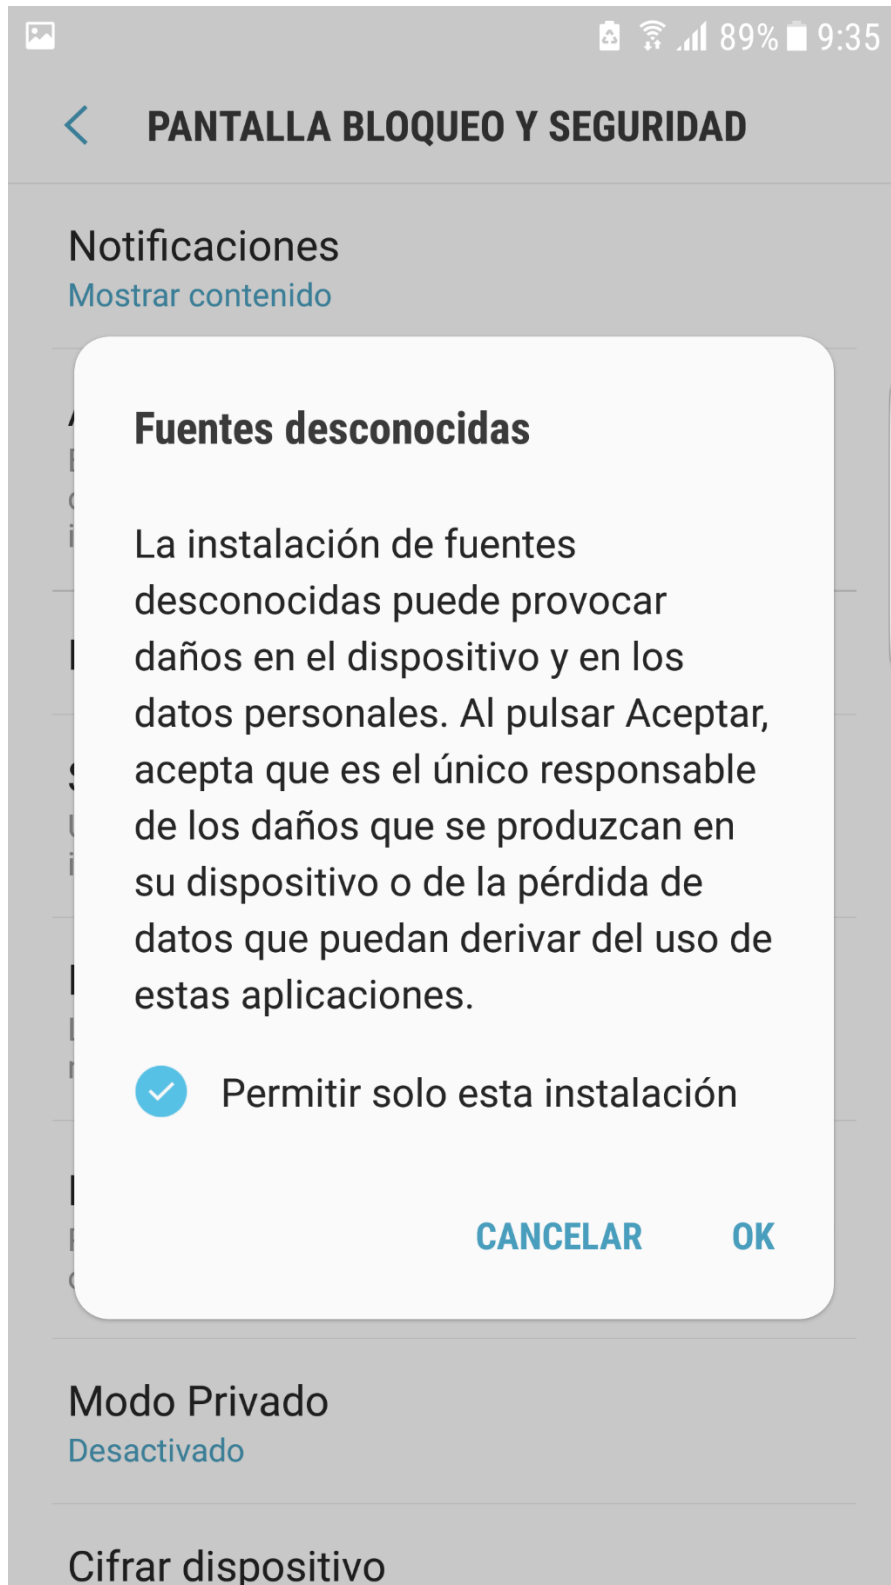 89% 9:35
PANTALLA BLOQUEO Y SEGURIDAD
Notificaciones
Mostrar contenido
Fuentes desconocidas
La instalación de fuentes
desconocidas puede provocar
daños en el dispositivo y en los
datos personales. Al pulsar Aceptar,
acepta que es el único responsable
de los daños que se produzcan en
su dispositivo o de la pérdida de
datos que puedan derivar del uso de
estas aplicaciones.
Permitir solo esta instalación
CANCELAR OK
Modo Privado
Desactivado
Cifrar dispositivo